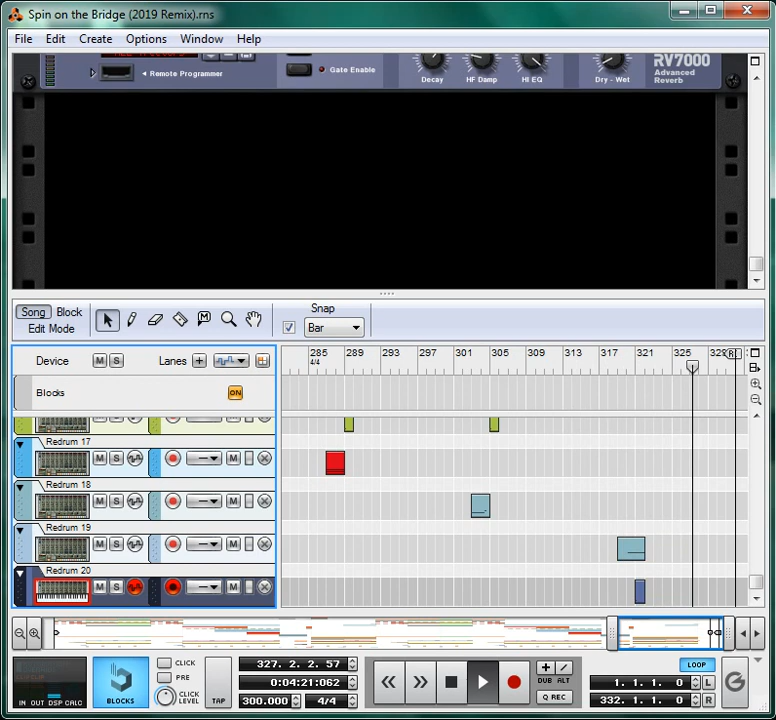 Spin on the Bridge (2019 Remix).rns
File Edit Create Options Window Help
Remote Programmer
Gate Enable
Decay HF Damp HI EQ Dry - Wet
RV7000
Advanced
Reverb
Song Block
Edit Mode
Snap
Bar
Device M S Lanes
285 289 293 297 301 305 309 313 317 321 325 329 R
4/4
Blocks ON
Redrum 17
M S M
Redrum 18
M S M
Redrum 19
M S M
Redrum 20
M S M
IN OUT DSP CALC
BLOCKS
CLICK
PRE
CLICK
LEVEL
TAP
327. 2. 2. 57
0:04:21:062
300.000 4/4
DUB ALT
Q REC
LOOP
1. 1. 1. 0 L
332. 1. 1. 0 R